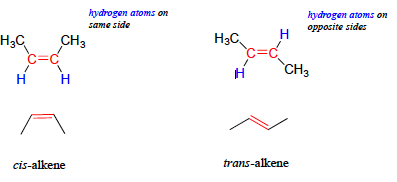 hydrogen atoms on
same side
H3C CH3
C=C
H H
cis-alkene
hydrogen atoms on
opposite sides
H3C H
C=C
H CH3
trans-alkene